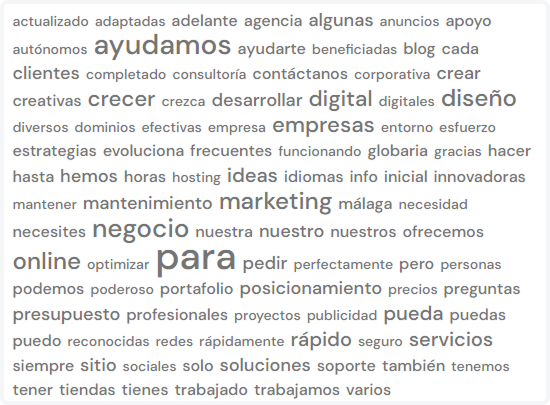 actualizado adaptadas adelante agencia algunas anuncios apoyo
autónomos ayudamos ayudarte beneficiadas blog cada
clientes completado consultoría contáctanos corporativa crear
creativas crecer crezca desarrollar digital digitales diseño
diversos dominios efectivas empresa empresas entorno esfuerzo
estrategias evoluciona frecuentes funcionando globaria gracias hacer
hasta hemos horas hosting ideas idiomas info inicial innovadoras
mantener mantenimiento marketing málaga necesidad
necesites negocio nuestra nuestro nuestros ofrecemos
online optimizar para pedir perfectamente pero personas
podemos poderoso portafolio posicionamiento precios preguntas
presupuesto profesionales proyectos publicidad pueda puedas
puedo reconocidas redes rápidamente rápido seguro servicios
siempre sitio sociales solo soluciones soporte también tenemos
tener tiendas tienes trabajado trabajamos varios